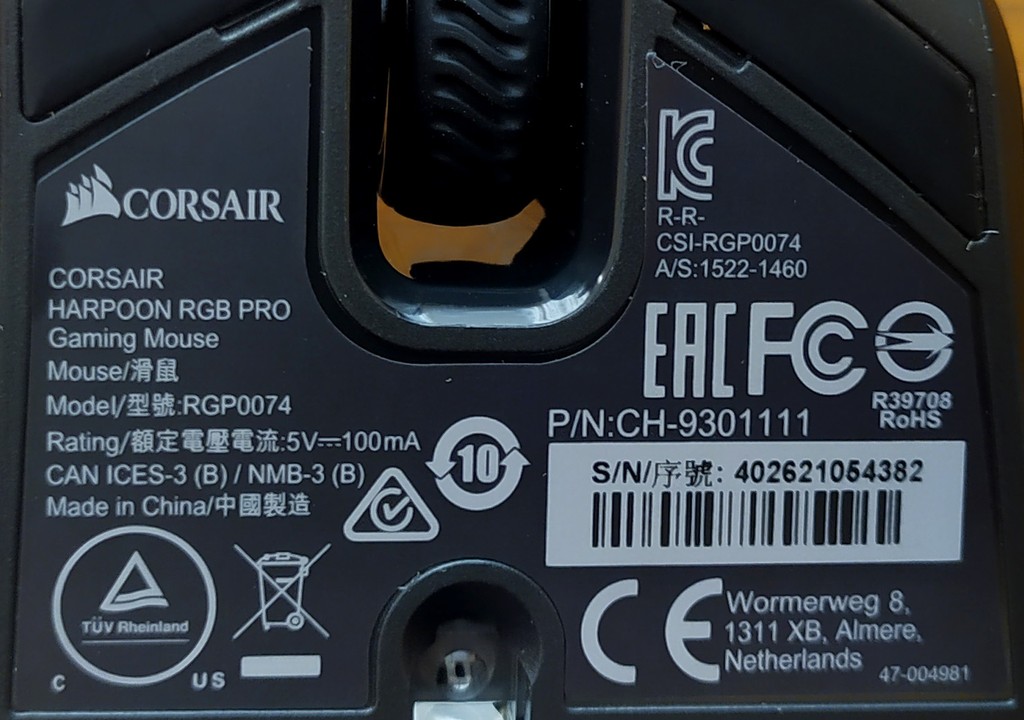 CORSAIR
CORSAIR
HARPOON RGB PRO
Gaming Mouse
Mouse/滑鼠
Model/型號:RGP0074
Rating/額定電壓電流:5V⎓100mA
CAN ICES-3 (B) / NMB-3 (B)
Made in China/中國製造
10
TÜV Rheinland
C US
KC
R-R-
CSI-RGP0074
A/S:1522-1460
EAC FC
R39708
RoHS
P/N:CH-9301111
S/N/序號: 402621054382
CE
Wormerweg 8,
1311 XB, Almere,
Netherlands
47-004981